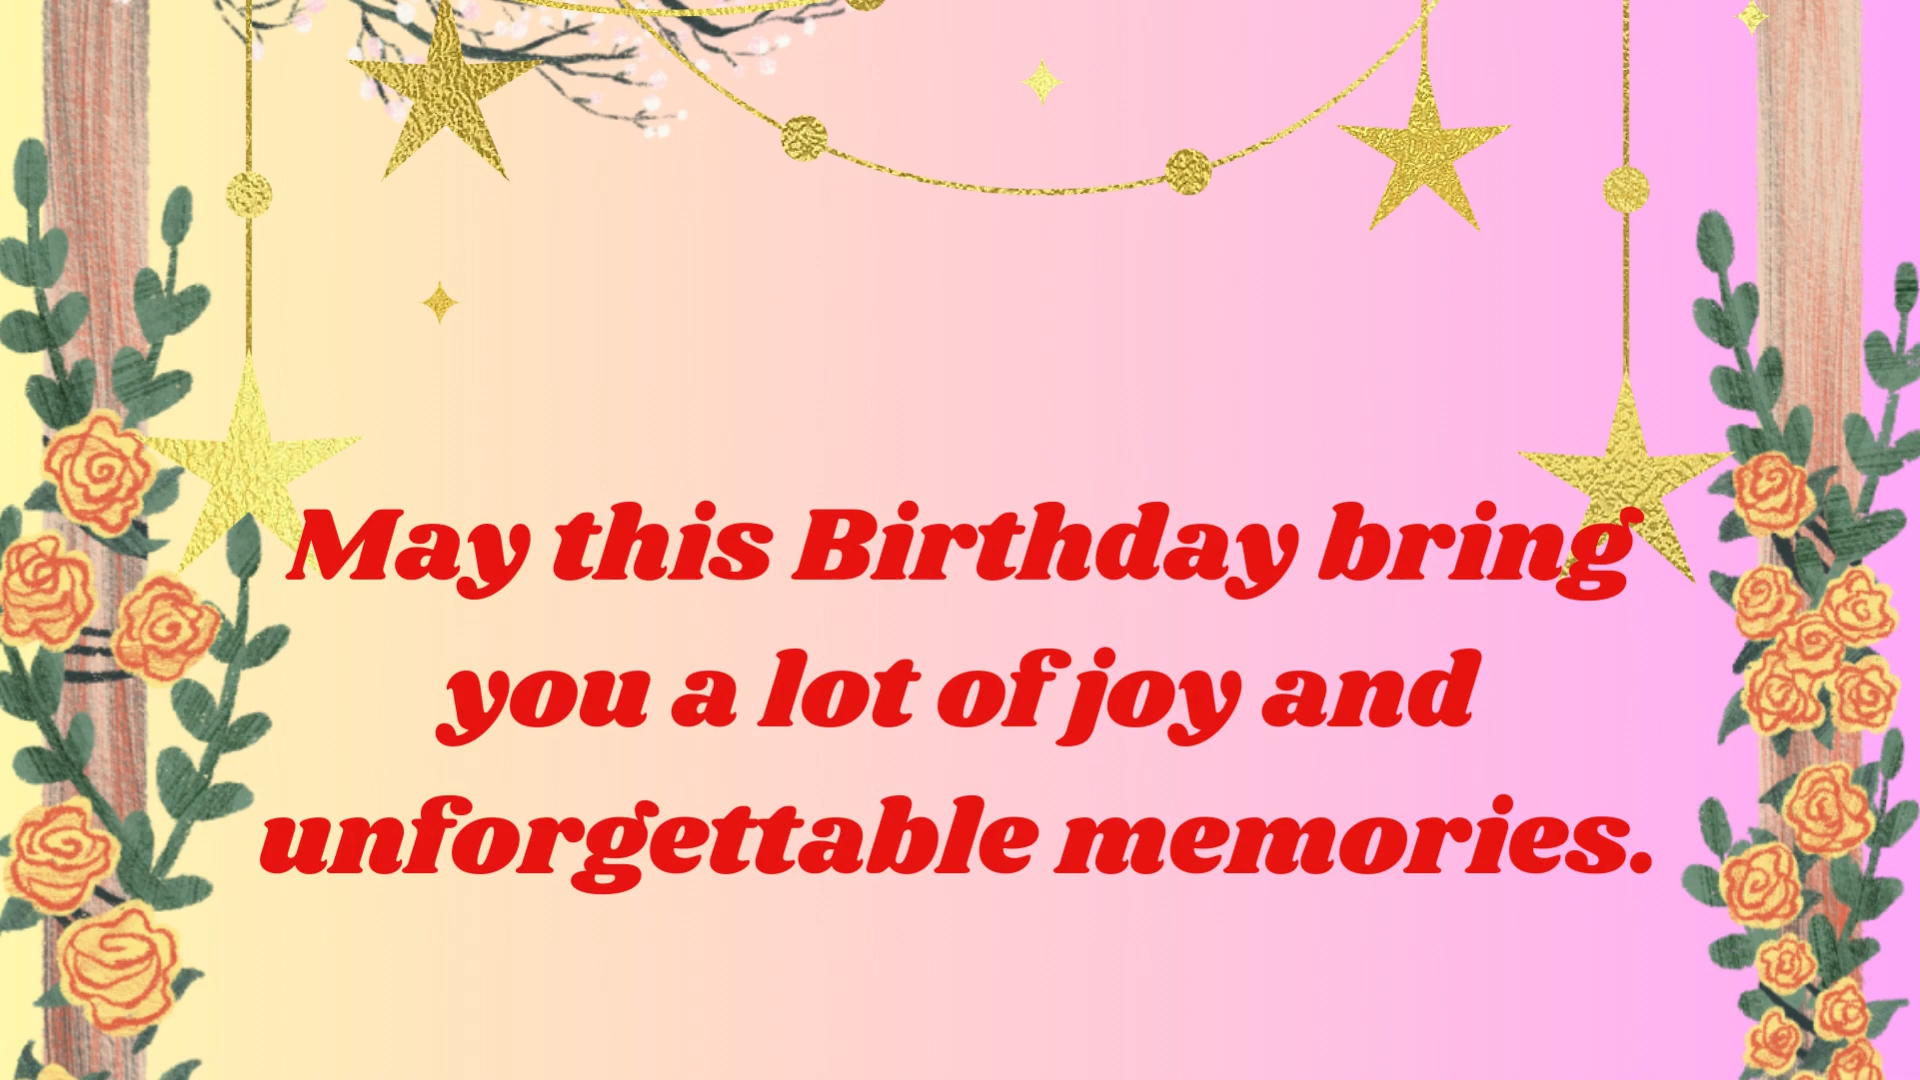 May this Birthday bring
you a lot of joy and
unforgettable memories.